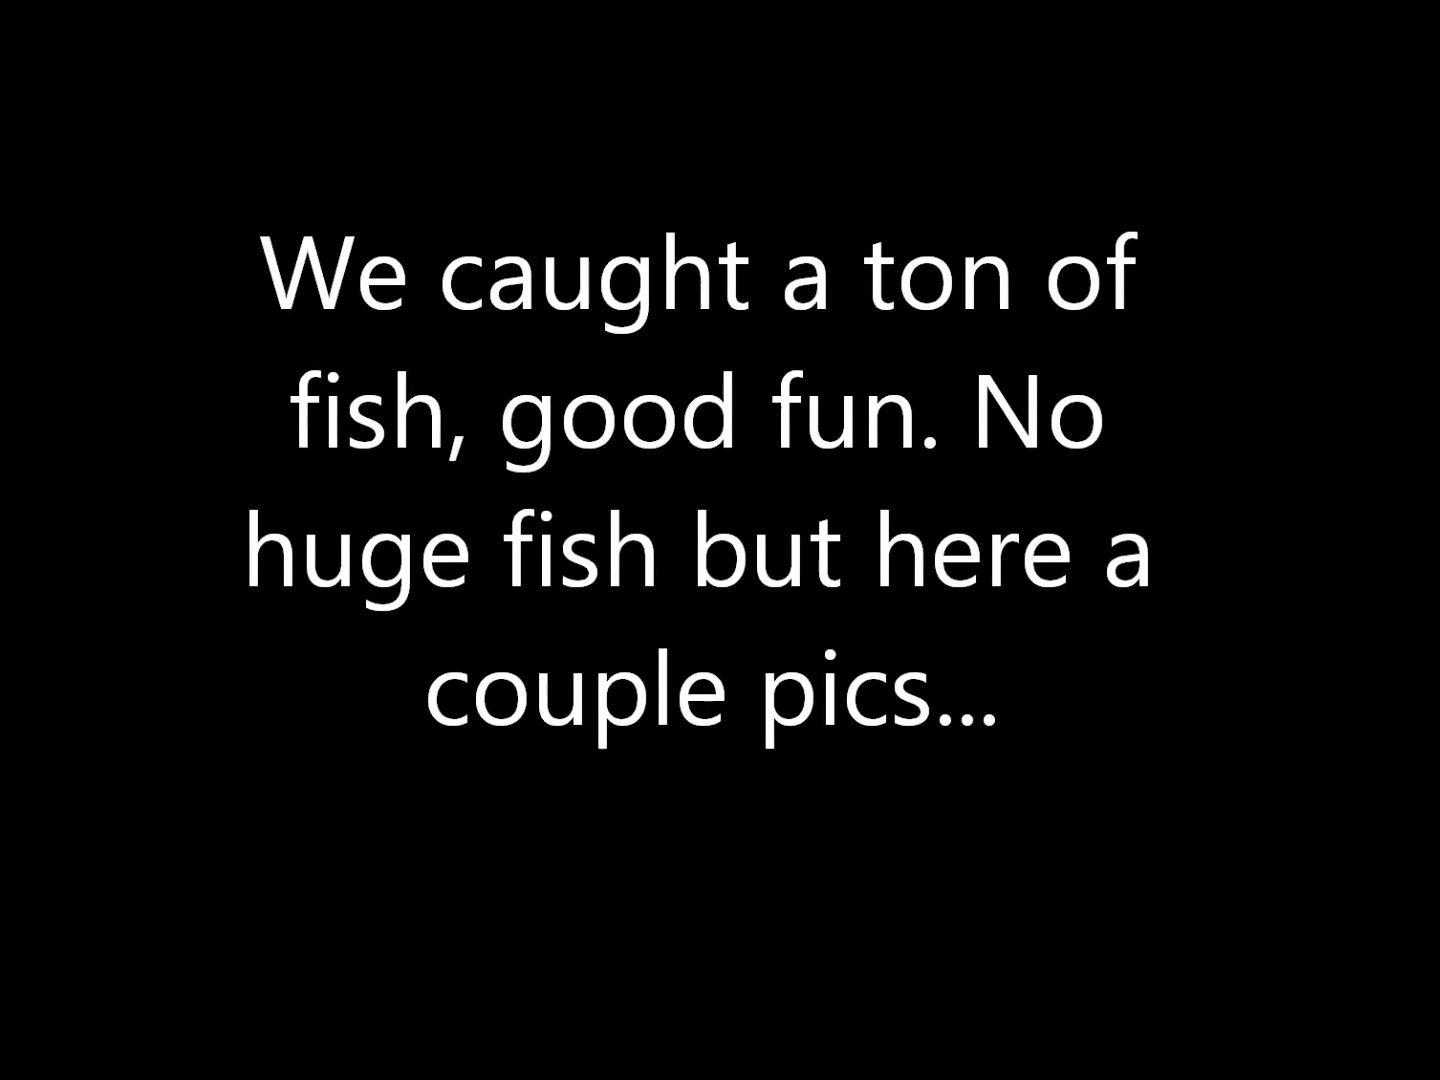 We caught a ton of
fish, good fun. No
huge fish but here a
couple pics...